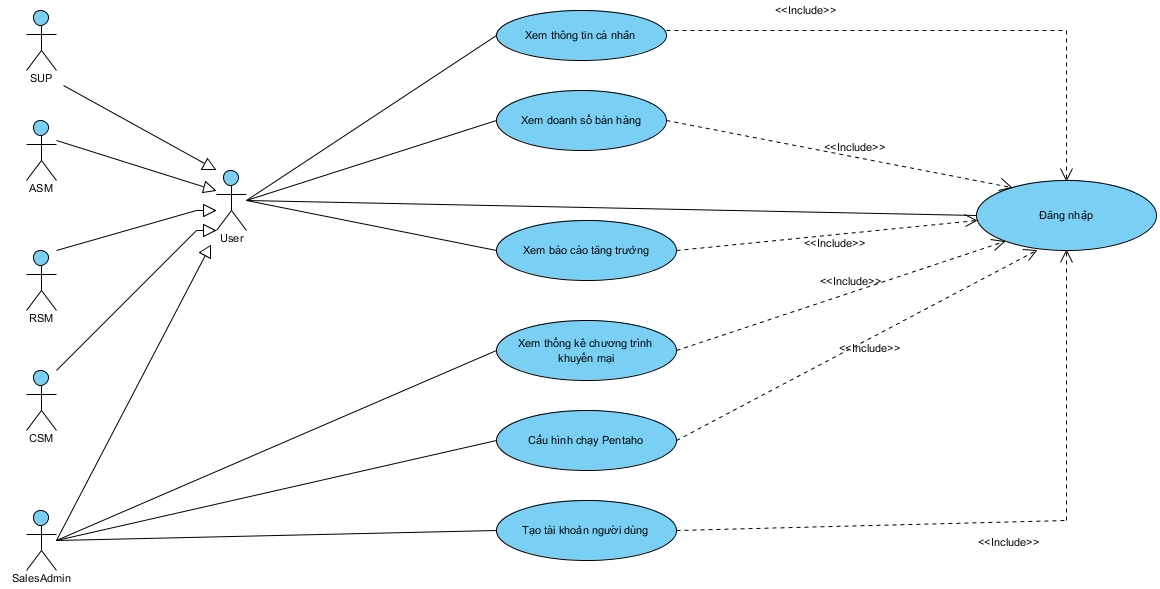 <<Include>>
SUP
Xem thông tin cá nhân
Xem doanh số bán hàng
<<Include>>
ASM
User
Đăng nhập
Xem báo cáo tăng trưởng
<<Include>>
<<Include>>
RSM
Xem thống kê chương trình
khuyến mại
<<Include>>
CSM
Cấu hình chạy Pentaho
Tạo tài khoản người dùng
<<Include>>
SalesAdmin